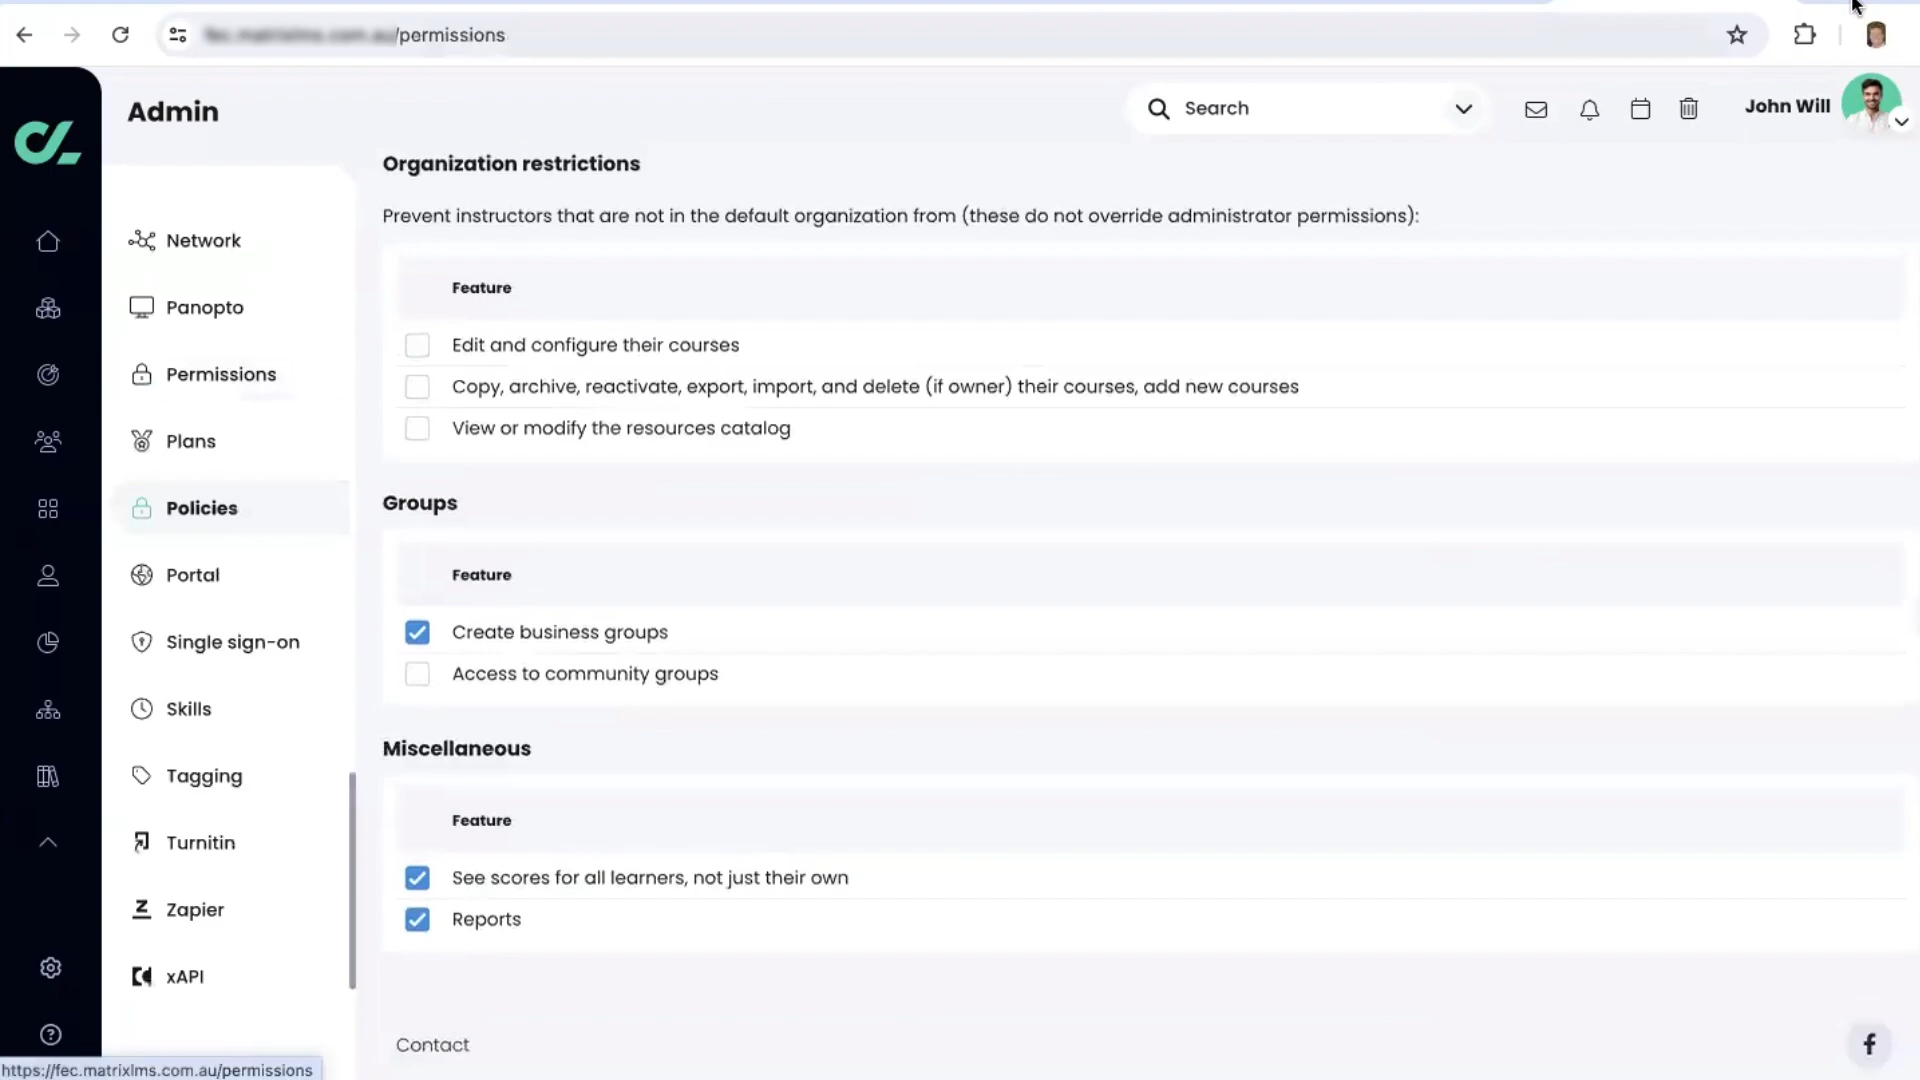 /permissions
Admin
Search
John Will
Organization restrictions
Prevent instructors that are not in the default organization from (these do not override administrator permissions):
Feature
Edit and configure their courses
Copy, archive, reactivate, export, import, and delete (if owner) their courses, add new courses
View or modify the resources catalog
Groups
Feature
Create business groups
Access to community groups
Miscellaneous
Feature
See scores for all learners, not just their own
Reports
Network
Panopto
Permissions
Plans
Policies
Portal
Single sign-on
Skills
Tagging
Turnitin
Zapier
xAPI
Contact
https://fec.matrixlms.com.au/permissions